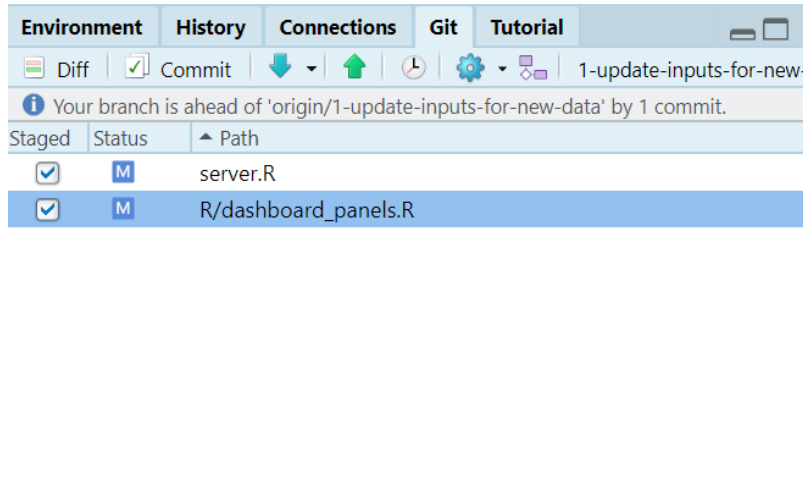 Environment History Connections Git Tutorial
Diff Commit 1-update-inputs-for-new-
Your branch is ahead of 'origin/1-update-inputs-for-new-data' by 1 commit.
Staged Status Path
M server.R
M R/dashboard_panels.R